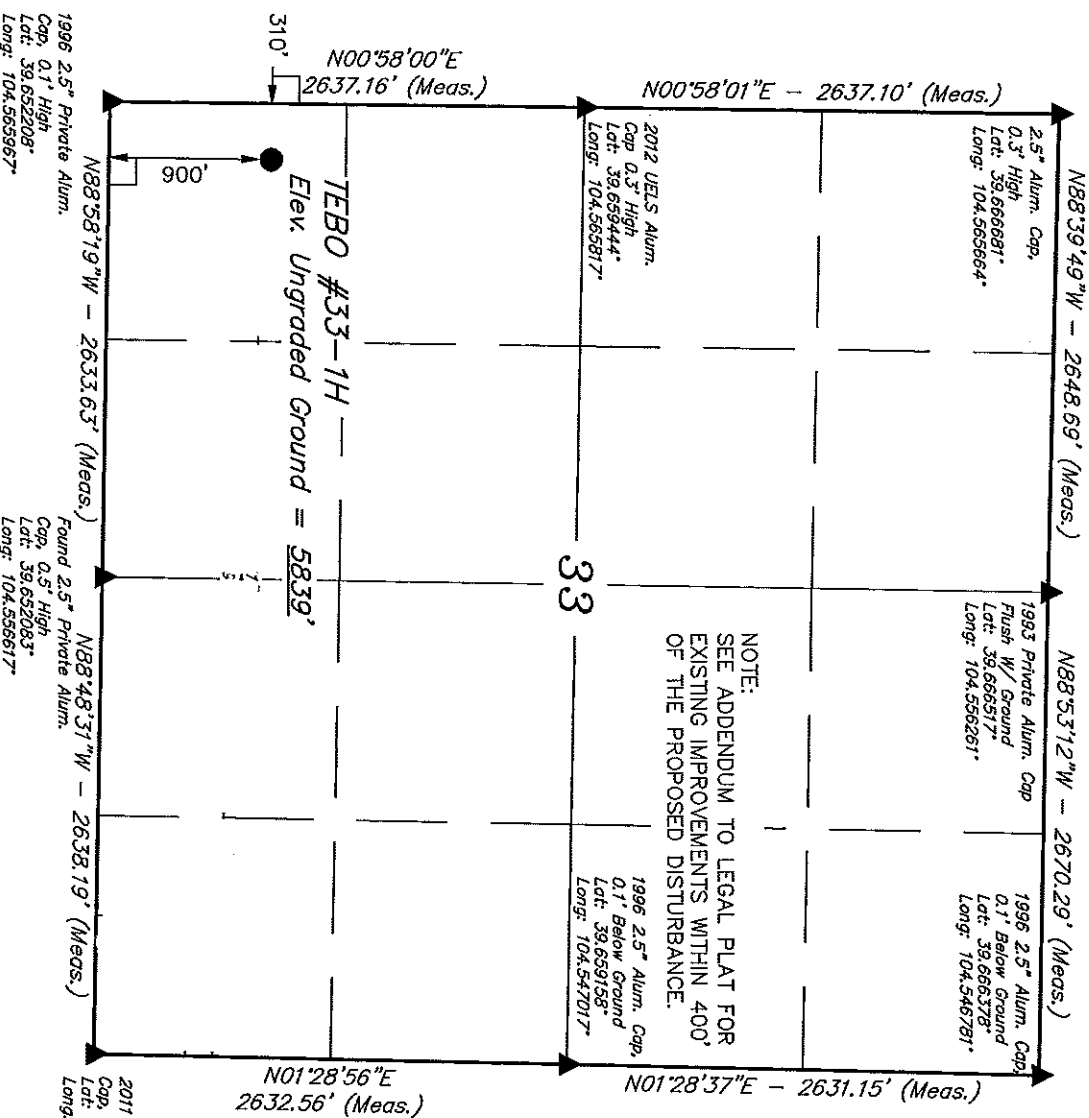 N88°39'49"W - 2648.69' (Meas.)
N88°53'12"W - 2670.29' (Meas.)
2.5" Alum. Cap,
0.3' High
Lat: 39.666681°
Long: 104.565664°
1993 Private Alum. Cap
Flush W/ Ground
Lat: 39.666517°
Long: 104.556261°
1996 2.5" Alum. Cap,
0.1' Below Ground
Lat: 39.666378°
Long: 104.546781°
N00°58'01"E - 2637.10' (Meas.)
N01°28'37"E - 2631.15' (Meas.)
NOTE:
SEE ADDENDUM TO LEGAL PLAT FOR
EXISTING IMPROVEMENTS WITHIN 400'
OF THE PROPOSED DISTURBANCE.
2012 UELS Alum.
Cap 0.3' High
Lat: 39.659444°
Long: 104.565817°
33
1996 2.5" Alum. Cap,
0.1' Below Ground
Lat: 39.659158°
Long: 104.547017°
N00°58'00"E
2637.16' (Meas.)
310'
900'
TEBO #33-1H
Elev. Ungraded Ground = 5839'
N01°28'56"E
2632.56' (Meas.)
N88°58'19"W - 2633.63' (Meas.)
N88°48'31"W - 2638.19' (Meas.)
1996 2.5" Private Alum.
Cap, 0.1' High
Lat: 39.652208°
Long: 104.565967°
Found 2.5" Private Alum.
Cap, 0.5' High
Lat: 39.652083°
Long: 104.556617°
2011
Cap,
Lat:
Long: